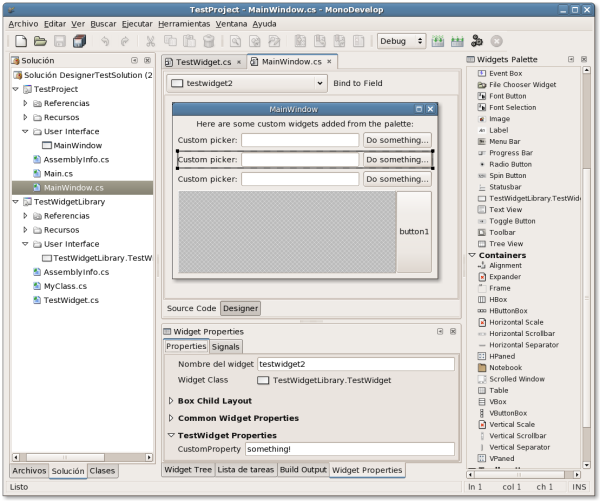 TestProject - MainWindow.cs - MonoDevelop
Archivo Editar Ver Buscar Ejecutar Herramientas Ventana Ayuda
Debug
Solución
Solución DesignerTestSolution (2
TestProject
Referencias
Recursos
User Interface
MainWindow
AssemblyInfo.cs
Main.cs
MainWindow.cs
TestWidgetLibrary
Referencias
Recursos
User Interface
TestWidgetLibrary.TestW
AssemblyInfo.cs
MyClass.cs
TestWidget.cs
Archivos Solución Clases
TestWidget.cs MainWindow.cs
testwidget2 Bind to Field
MainWindow
Here are some custom widgets added from the palette:
Custom picker: Do something...
Custom picker: Do something...
Custom picker: Do something...
button1
Source Code Designer
Widget Properties
Properties Signals
Nombre del widget testwidget2
Widget Class TestWidgetLibrary.TestWidget
Box Child Layout
Common Widget Properties
TestWidget Properties
CustomProperty something!
Widget Tree Lista de tareas Build Output Widget Properties
Widgets Palette
Event Box
File Chooser Widget
Font Button
Font Selection
Image
Label
Menu Bar
Progress Bar
Radio Button
Spin Button
Statusbar
TestWidgetLibrary.TestWid
Text View
Toggle Button
Toolbar
Tree View
Containers
Alignment
Expander
Frame
HBox
HButtonBox
Horizontal Scale
Horizontal Scrollbar
Horizontal Separator
HPaned
Notebook
Scrolled Window
Table
VBox
VButtonBox
Vertical Scale
Vertical Scrollbar
Vertical Separator
VPaned
Listo ln 1 col 1 ch 1 INS